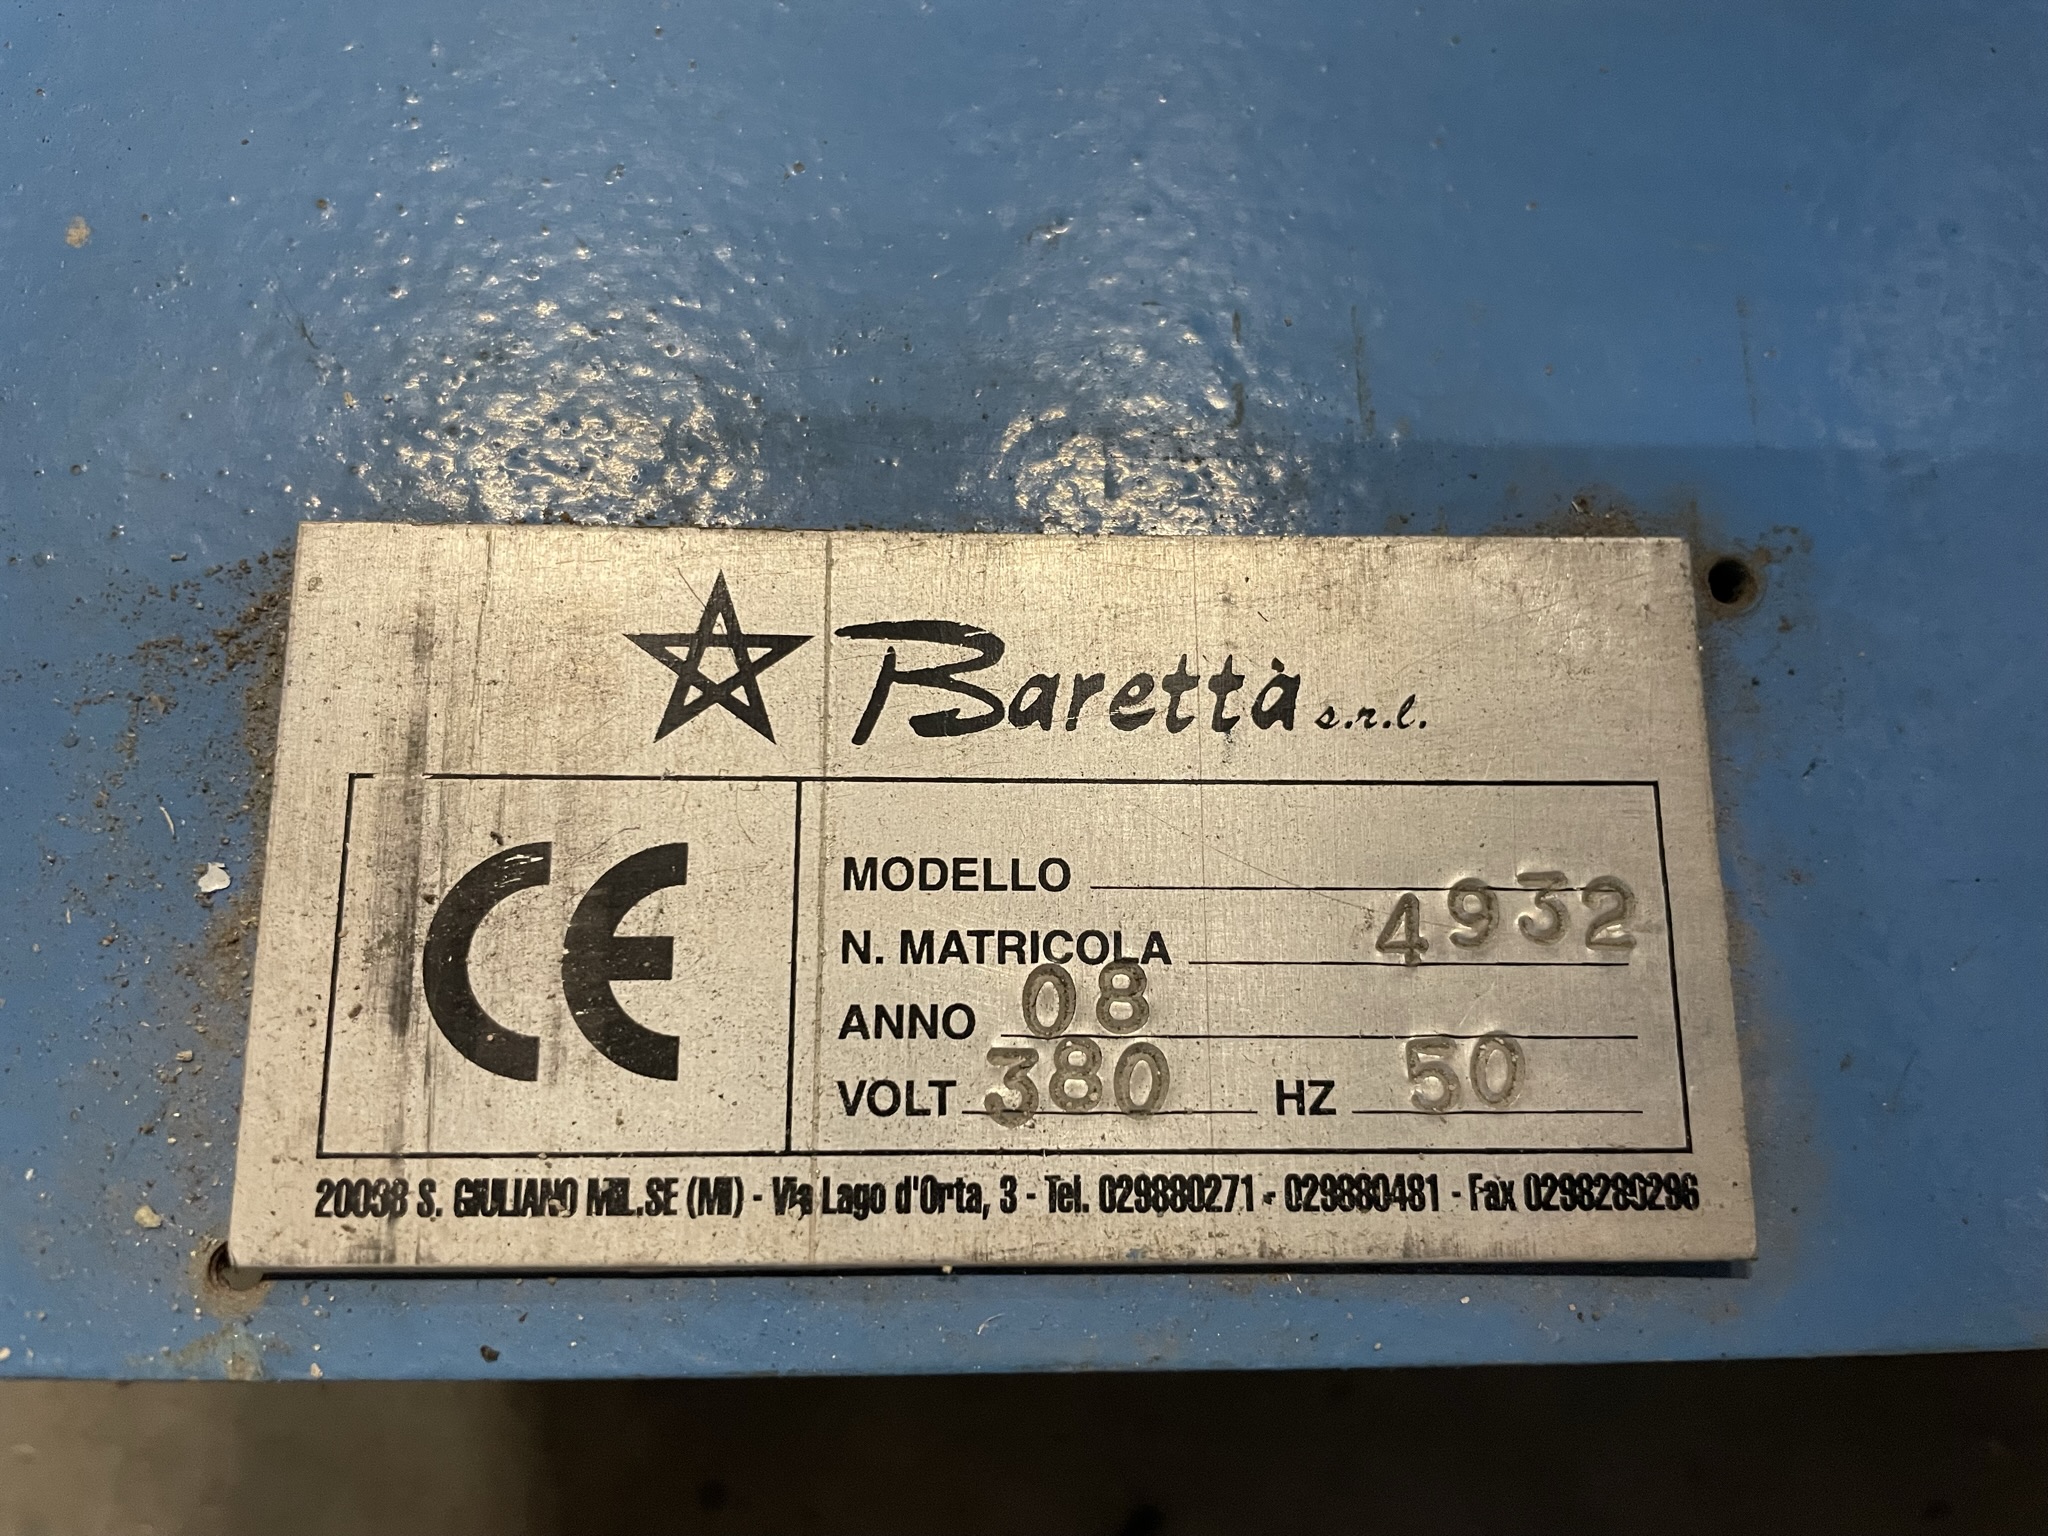 Barettà s.r.l.
CE
MODELLO
N. MATRICOLA 4932
ANNO 08
VOLT 380 HZ 50
20098 S. GIULIANO MIL.SE (MI) - Via Lago d'Orta, 3 - Tel. 029880271 - 029880481 - Fax 0298280296